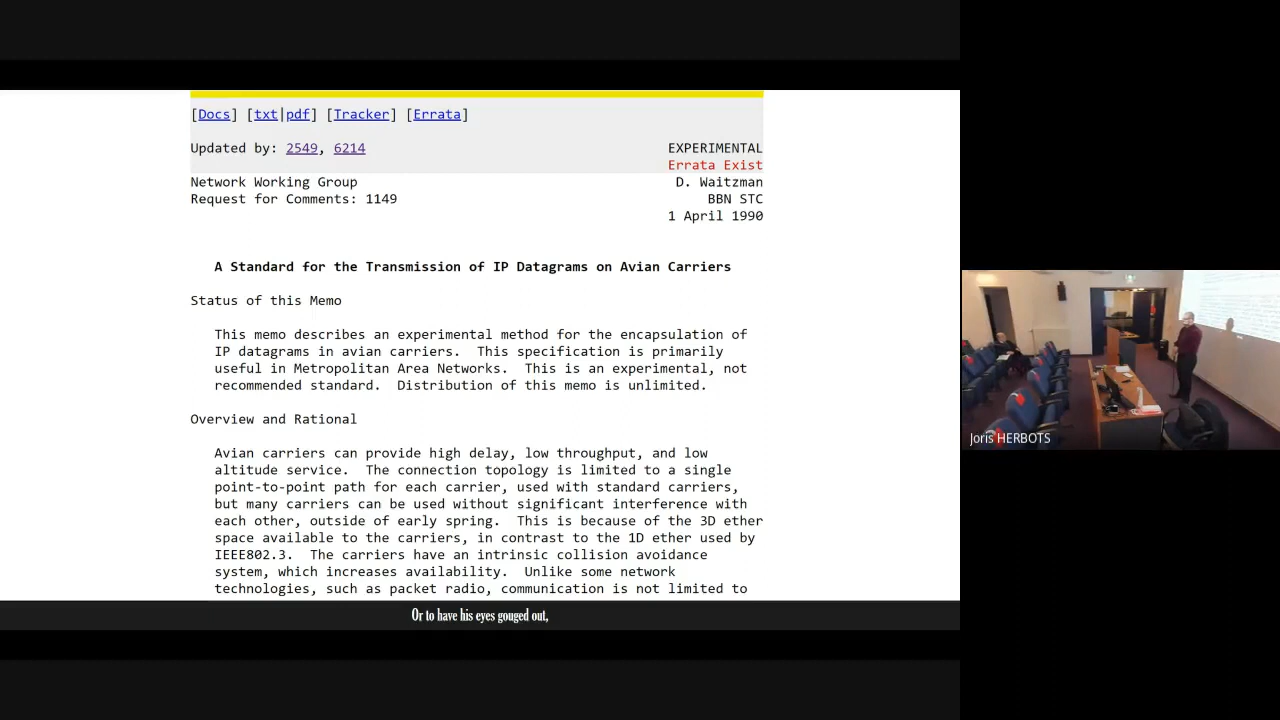 [Docs] [txt|pdf] [Tracker] [Errata]
Updated by: 2549, 6214 EXPERIMENTAL
Errata Exist
Network Working Group D. Waitzman
Request for Comments: 1149 BBN STC
1 April 1990
A Standard for the Transmission of IP Datagrams on Avian Carriers
Status of this Memo
This memo describes an experimental method for the encapsulation of
IP datagrams in avian carriers. This specification is primarily
useful in Metropolitan Area Networks. This is an experimental, not
recommended standard. Distribution of this memo is unlimited.
Overview and Rational
Avian carriers can provide high delay, low throughput, and low
altitude service. The connection topology is limited to a single
point-to-point path for each carrier, used with standard carriers,
but many carriers can be used without significant interference with
each other, outside of early spring. This is because of the 3D ether
space available to the carriers, in contrast to the 1D ether used by
IEEE802.3. The carriers have an intrinsic collision avoidance
system, which increases availability. Unlike some network
technologies, such as packet radio, communication is not limited to
Or to have his eyes gouged out,
Joris HERBOTS